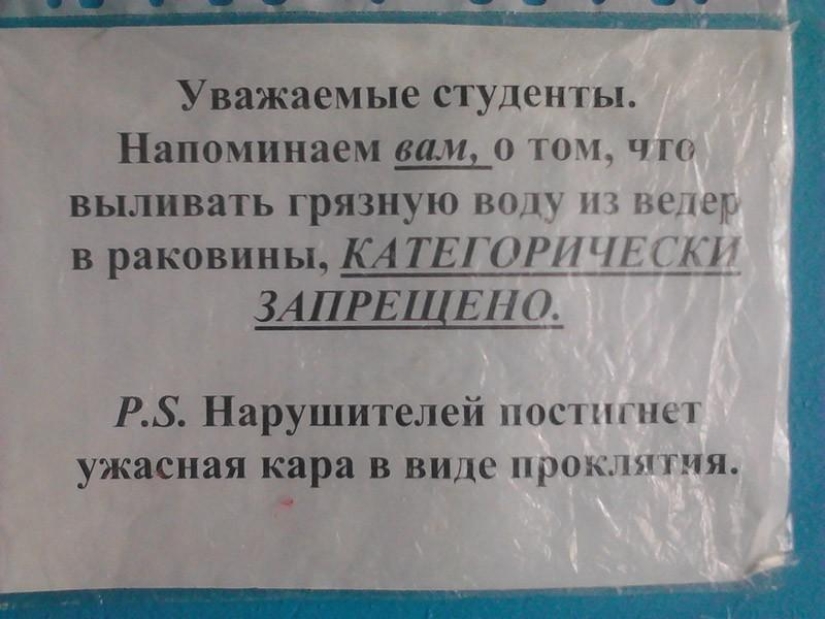 Уважаемые студенты.
Напоминаем вам, о том, что
выливать грязную воду из ведер
в раковины, КАТЕГОРИЧЕСКИ
ЗАПРЕЩЕНО.
P.S. Нарушителей постигнет
ужасная кара в виде проклятия.